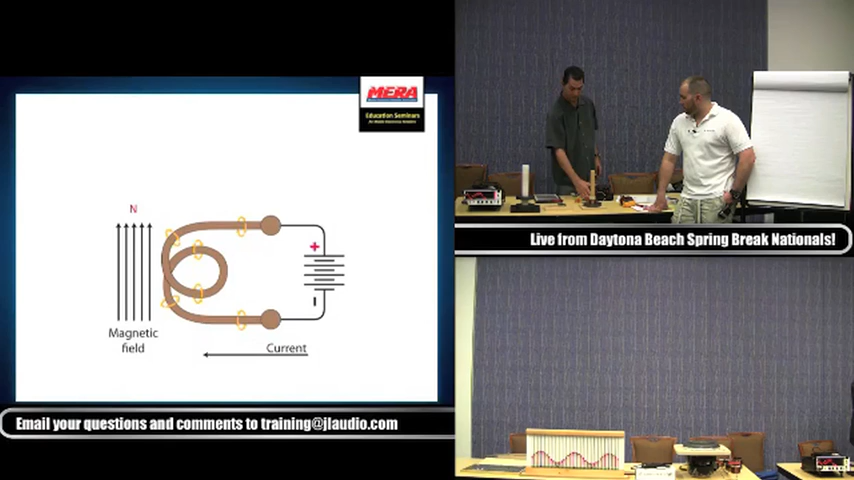 MERA
Education Seminars
N
+
-
Magnetic
field
Current
Live from Daytona Beach Spring Break Nationals!
Email your questions and comments to training@jlaudio.com